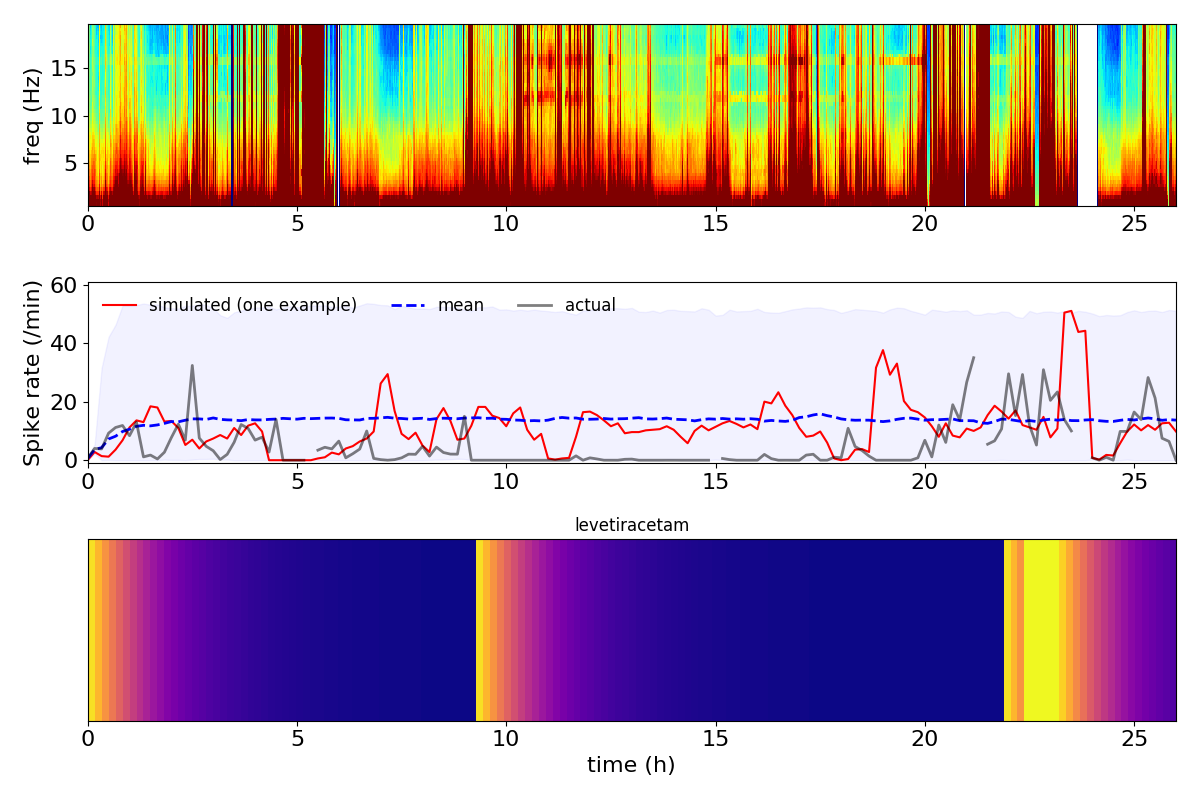 freq (Hz)
15
10
5
0 5 10 15 20 25
Spike rate (/min)
60
40
20
0
simulated (one example) mean actual
0 5 10 15 20 25
levetiracetam
0 5 10 15 20 25
time (h)